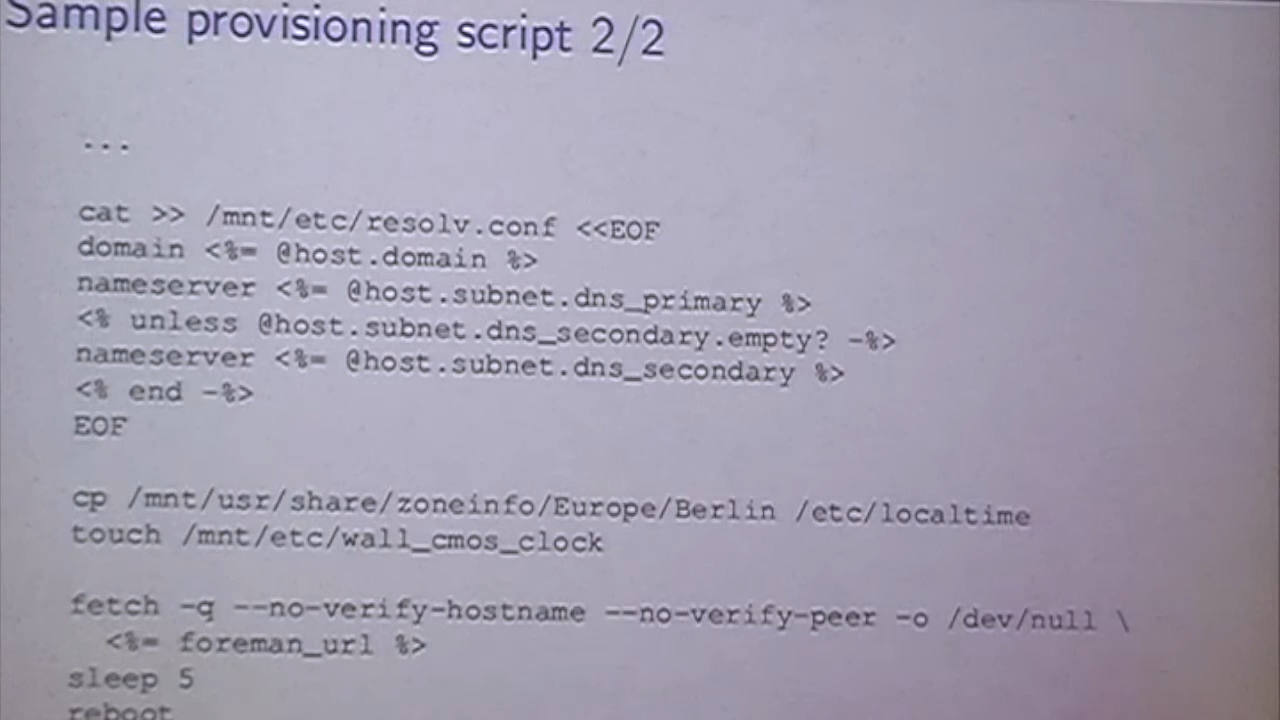 Sample provisioning script 2/2
...
cat >> /mnt/etc/resolv.conf <<EOF
domain <%= @host.domain %>
nameserver <%= @host.subnet.dns_primary %>
<% unless @host.subnet.dns_secondary.empty? -%>
nameserver <%= @host.subnet.dns_secondary %>
<% end -%>
EOF
cp /mnt/usr/share/zoneinfo/Europe/Berlin /etc/localtime
touch /mnt/etc/wall_cmos_clock
fetch -q --no-verify-hostname --no-verify-peer -o /dev/null \
<%= foreman_url %>
sleep 5
reboot